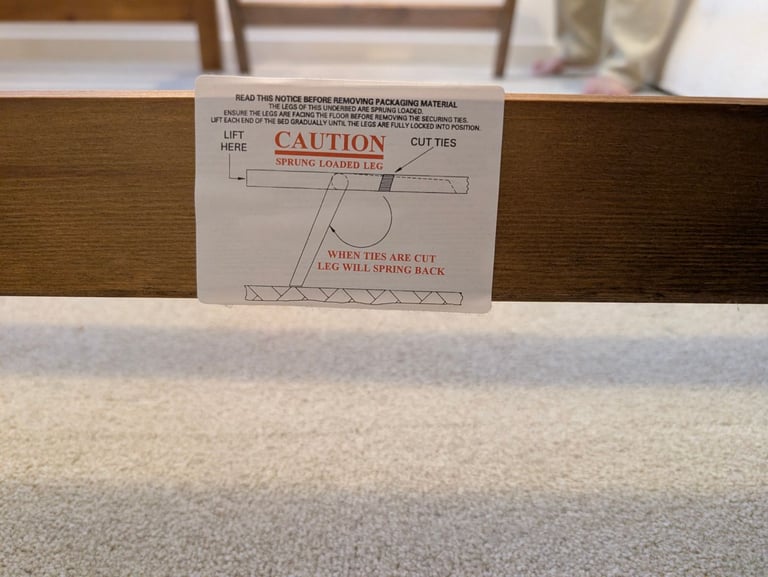 READ THIS NOTICE BEFORE REMOVING PACKAGING MATERIAL
THE LEGS OF THIS UNDERBED ARE SPRUNG LOADED.
ENSURE THE LEGS ARE FACING THE FLOOR BEFORE REMOVING THE SECURING TIES.
LIFT EACH END OF THE BED GRADUALLY UNTIL THE LEGS ARE FULLY LOCKED INTO POSITION.
LIFT
HERE
CAUTION
SPRUNG LOADED LEG
CUT TIES
WHEN TIES ARE CUT
LEG WILL SPRING BACK